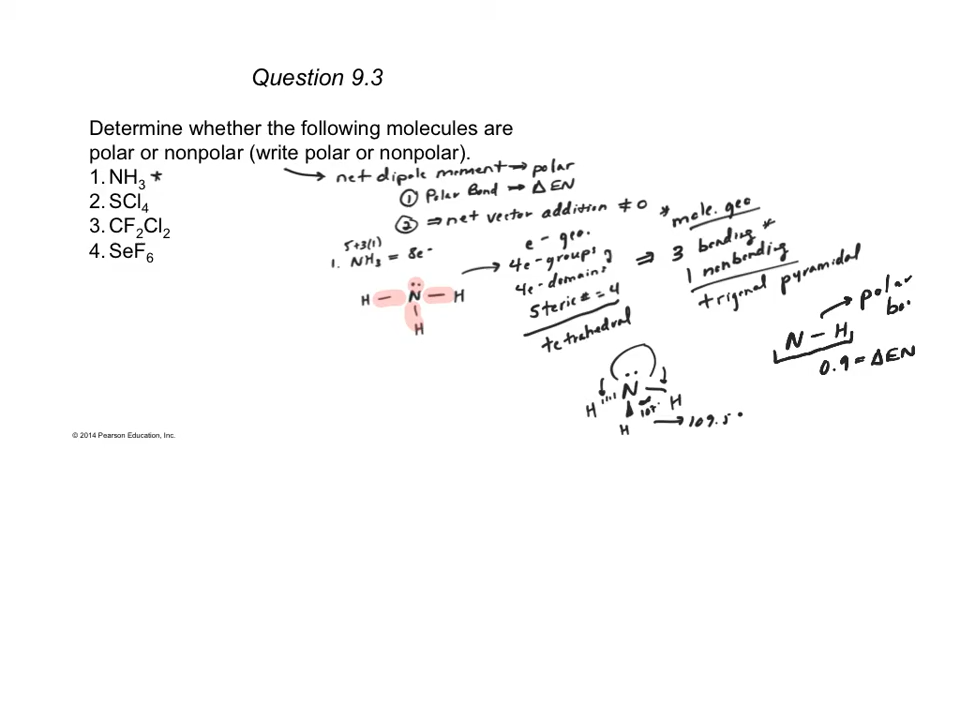 Question 9.3
Determine whether the following molecules are
polar or nonpolar (write polar or nonpolar).
→ net dipole moment → polar
1. NH₃ *
① Polar Bond → ΔEN
2. SCl₄
② ⇒ net vector addition ≠ 0
3. CF₂Cl₂
4. SeF₆
5+3(1)
1. NH₃ = 8e-
H – N – H
H
→ e- geo.
4e- groups
4e- domains
Steric # = 4
tetrahedral
⇒ * mole. geo
3 bonding *
1 nonbonding
trigonal pyramidal
N – H → polar
0.9 = ΔEN
N
H H
H → 109.5°
© 2014 Pearson Education, Inc.